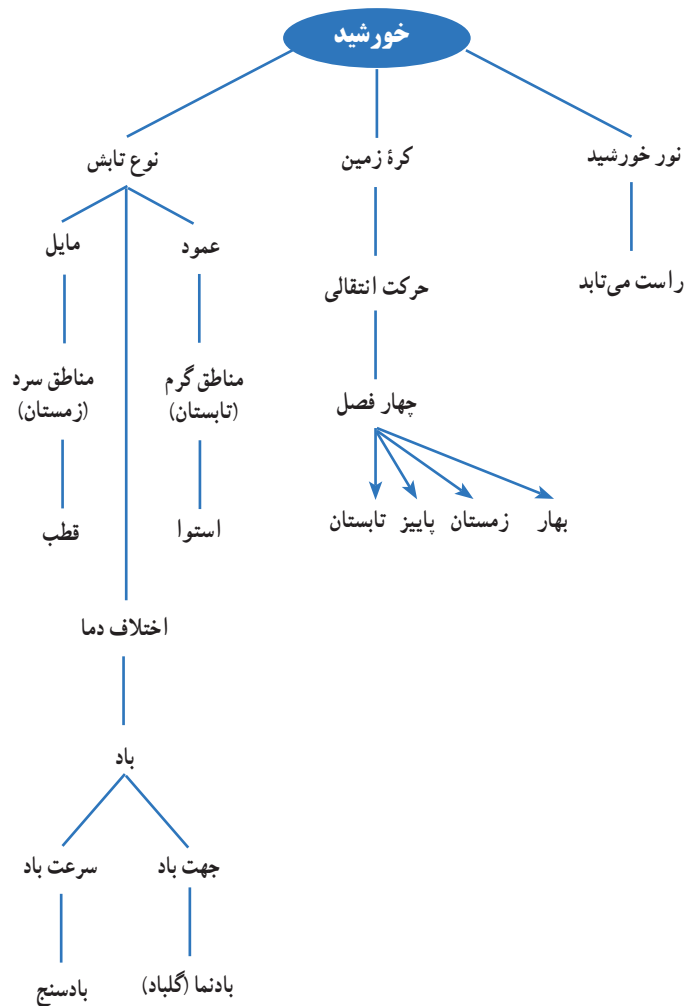 خورشید
نور خورشید
کرۀ زمین
نوع تابش
راست می‌تابد
حرکت انتقالی
عمود
مایل
چهار فصل
مناطق گرم
(تابستان)
مناطق سرد
(زمستان)
بهار
زمستان
پاییز
تابستان
استوا
قطب
اختلاف دما
باد
جهت باد
سرعت باد
بادنما (گلباد)
بادسنج